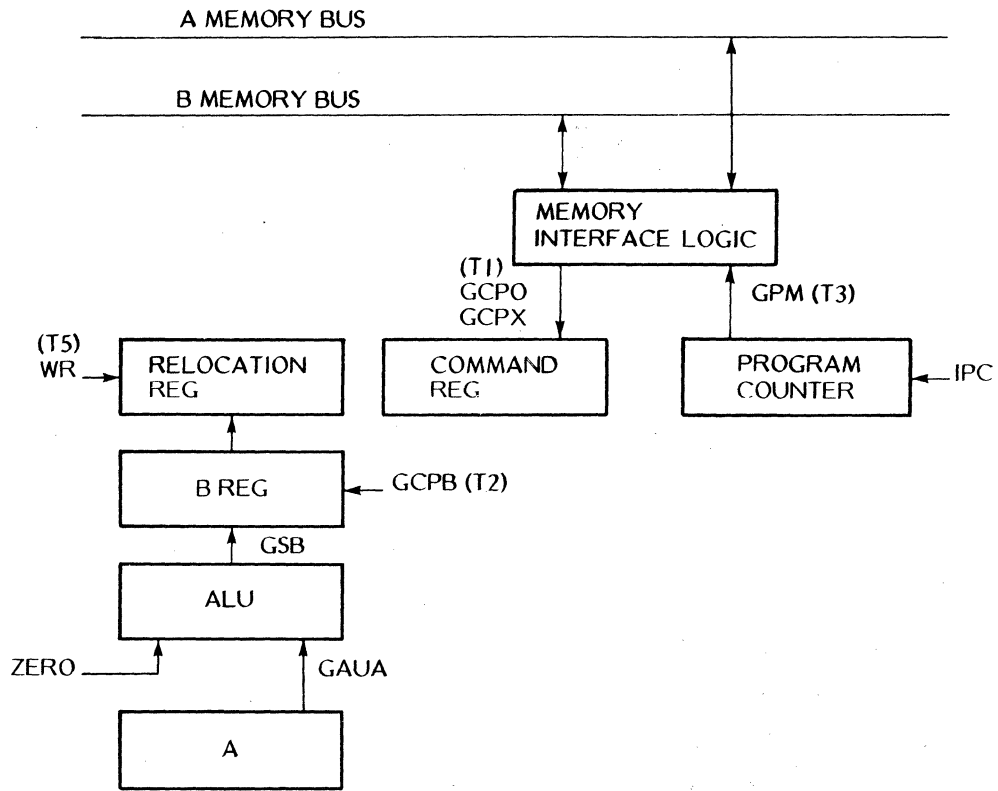 A MEMORY BUS
B MEMORY BUS
MEMORY
INTERFACE LOGIC
(T1)
GCPO
GCPX
GPM (T3)
(T5)
WR
RELOCATION
REG
COMMAND
REG
PROGRAM
COUNTER
IPC
B REG
GCPB (T2)
GSB
ALU
ZERO
GAUA
A